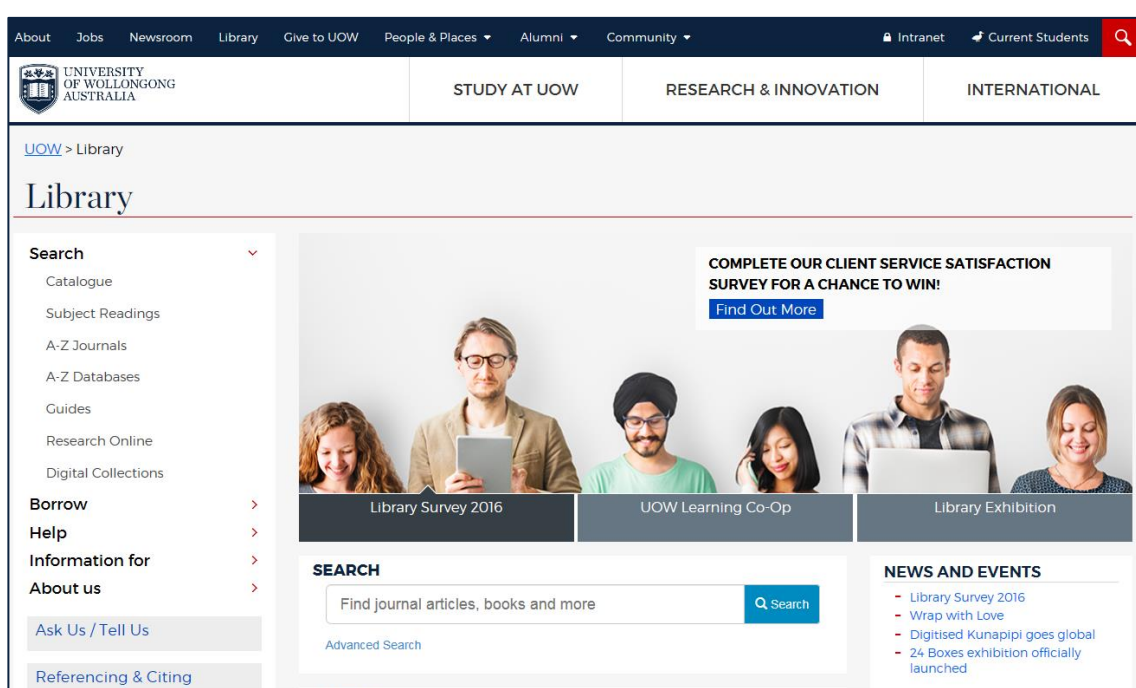 About Jobs Newsroom Library Give to UOW People & Places Alumni Community Intranet Current Students
UNIVERSITY
OF WOLLONGONG
AUSTRALIA
STUDY AT UOW RESEARCH & INNOVATION INTERNATIONAL
UOW > Library
Library
Search
Catalogue
Subject Readings
A-Z Journals
A-Z Databases
Guides
Research Online
Digital Collections
Borrow
Help
Information for
About us
Ask Us / Tell Us
Referencing & Citing
COMPLETE OUR CLIENT SERVICE SATISFACTION
SURVEY FOR A CHANCE TO WIN!
Find Out More
Library Survey 2016 UOW Learning Co-Op Library Exhibition
SEARCH
Find journal articles, books and more Search
Advanced Search
NEWS AND EVENTS
- Library Survey 2016
- Wrap with Love
- Digitised Kunapipi goes global
- 24 Boxes exhibition officially
launched